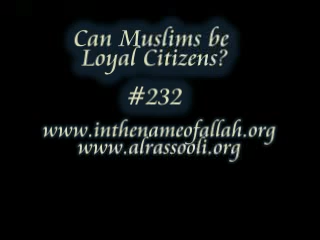 Can Muslims be
Loyal Citizens?
#232
www.inthenameofallah.org
www.alrassooli.org